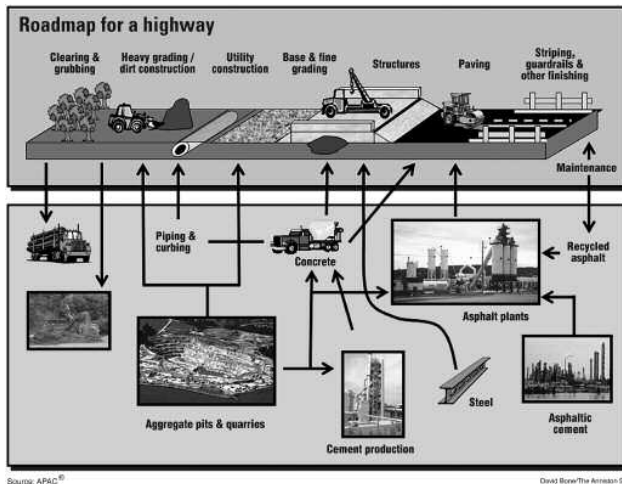 Roadmap for a highway
Clearing &
grubbing
Heavy grading /
dirt construction
Utility
construction
Base & fine
grading
Structures
Paving
Striping,
guardrails &
other finishing
Maintenance
Piping &
curbing
Concrete
Recycled
asphalt
Asphalt plants
Aggregate pits & quarries
Cement production
Steel
Asphaltic
cement
Source: APAC®
David Bone/The Anniston S